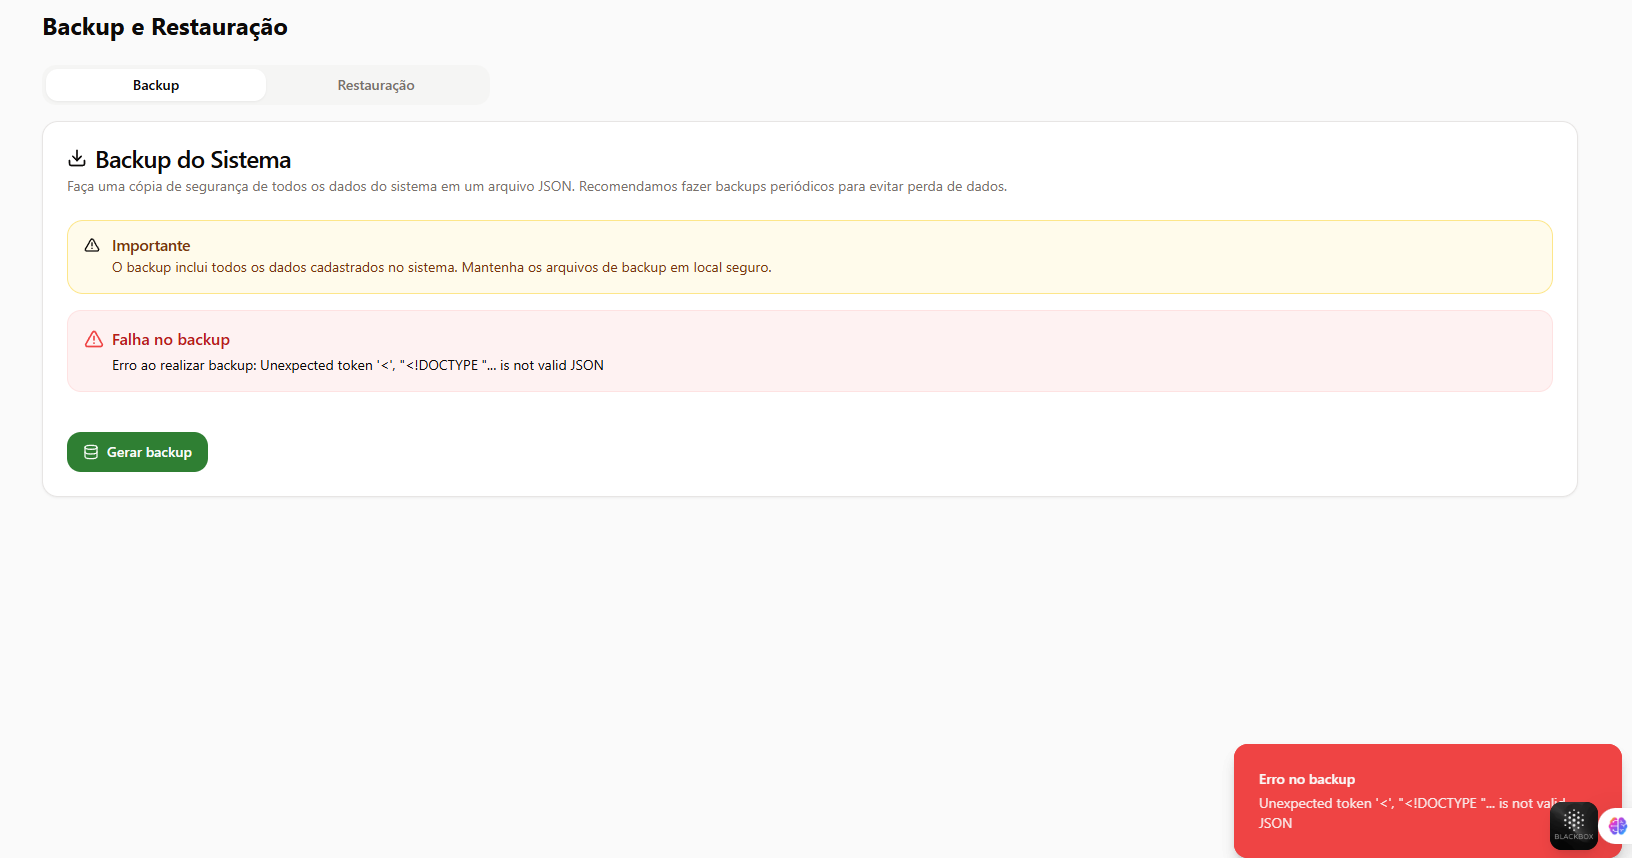 Backup e Restauração
Backup
Restauração
Backup do Sistema
Faça uma cópia de segurança de todos os dados do sistema em um arquivo JSON. Recomendamos fazer backups periódicos para evitar perda de dados.
Importante
O backup inclui todos os dados cadastrados no sistema. Mantenha os arquivos de backup em local seguro.
Falha no backup
Erro ao realizar backup: Unexpected token '<', "<!DOCTYPE "... is not valid JSON
Gerar backup
Erro no backup
Unexpected token '<', "<!DOCTYPE "... is not valid
JSON
BLACKBOX